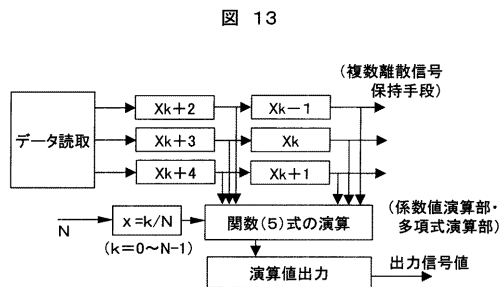 図 13
(複数離散信号
保持手段)
データ読取
Xk+2
Xk-1
Xk+3
Xk
Xk+4
Xk+1
N
x=k/N
(k=0~N-1)
関数(5)式の演算
(係数値演算部・
多項式演算部)
演算値出力
出力信号値